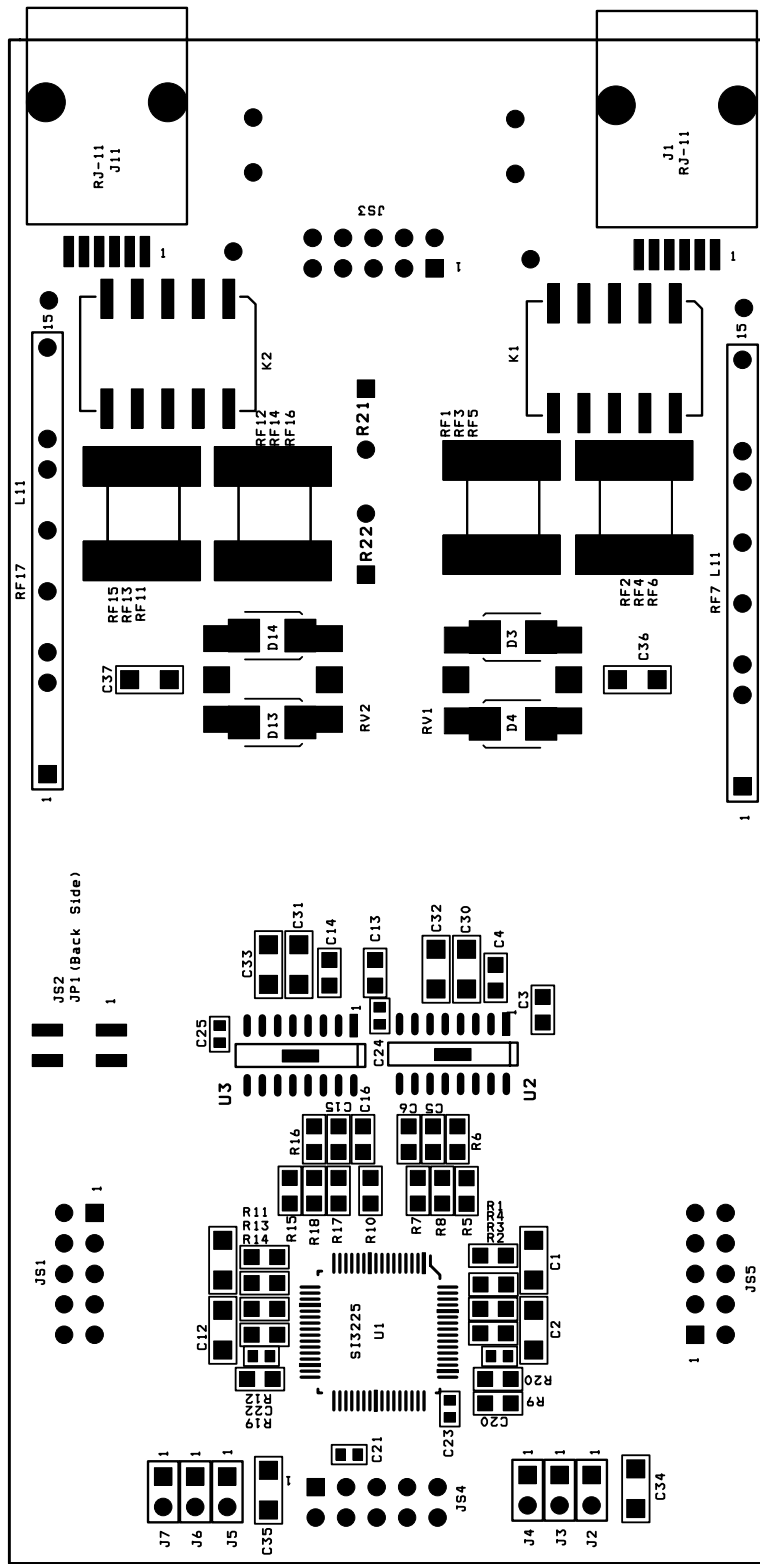 RJ-11
J11
J1
RJ-11
JS3
1
1
1
15
15
K2
K1
RF12
RF14
RF16
R21
RF1
RF3
RF5
L11
RF17
R22
RF15
RF13
RF11
RF2
RF4
RF6
RF7 L11
D14
D3
C37
C36
D13
RV2
RV1
D4
1
1
JS2
JP1(Back Side)
1
C33
C31
C14
C13
C32
C30
C4
C3
C25
1
C24
1
U3
U2
R16
C15
C16
C6
C5
R6
R15
R18
R17
R10
R7
R8
R5
1
JS1
R11
R13
R14
R1
R4
R3
R2
C1
C12
SI3225
U1
C2
JS5
1
R12
C22
R19
R20
R9
C20
C23
C21
1
1
1
J7
J6
J5
C35
1
JS4
1
1
1
J4
J3
J2
C34